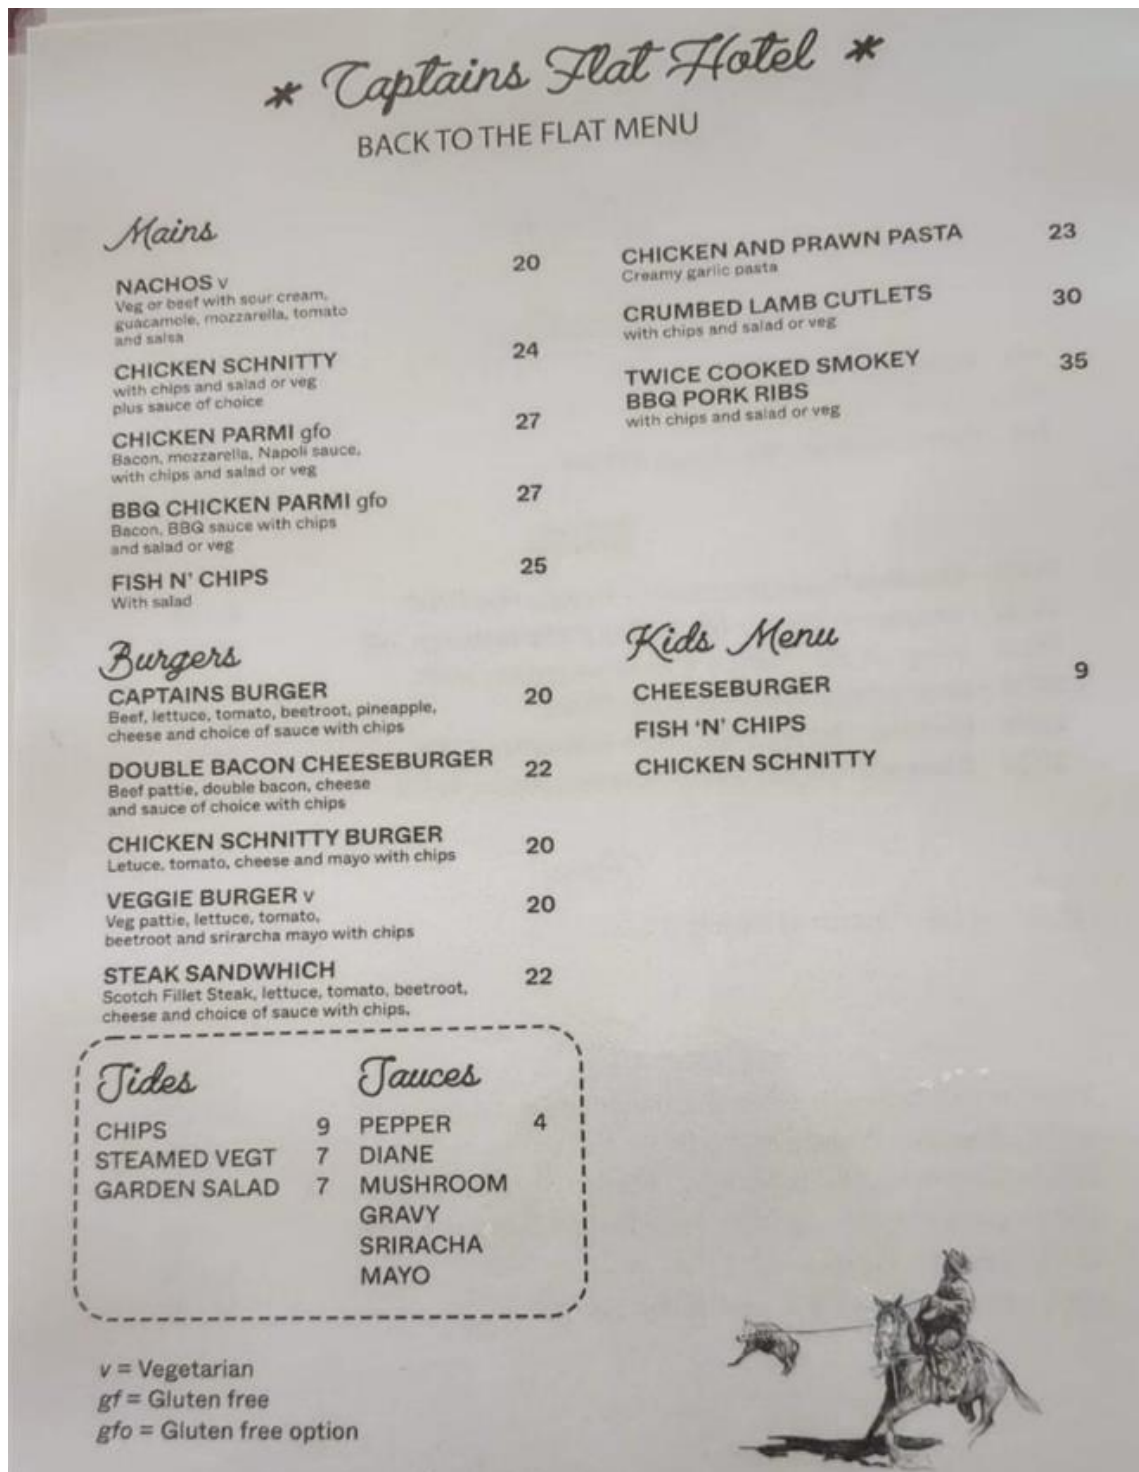 * Captains Flat Hotel *
BACK TO THE FLAT MENU
Mains
NACHOS v 20
Veg or beef with sour cream,
guacamole, mozzarella, tomato
and salsa
CHICKEN SCHNITTY 24
with chips and salad or veg
plus sauce of choice
CHICKEN PARMI gfo 27
Bacon, mozzarella, Napoli sauce,
with chips and salad or veg
BBQ CHICKEN PARMI gfo 27
Bacon, BBQ sauce with chips
and salad or veg
FISH N' CHIPS 25
With salad
CHICKEN AND PRAWN PASTA 23
Creamy garlic pasta
CRUMBED LAMB CUTLETS 30
with chips and salad or veg
TWICE COOKED SMOKEY 35
BBQ PORK RIBS
with chips and salad or veg
Burgers
CAPTAINS BURGER 20
Beef, lettuce, tomato, beetroot, pineapple,
cheese and choice of sauce with chips
DOUBLE BACON CHEESEBURGER 22
Beef pattie, double bacon, cheese
and sauce of choice with chips
CHICKEN SCHNITTY BURGER 20
Letuce, tomato, cheese and mayo with chips
VEGGIE BURGER v 20
Veg pattie, lettuce, tomato,
beetroot and srirarcha mayo with chips
STEAK SANDWHICH 22
Scotch Fillet Steak, lettuce, tomato, beetroot,
cheese and choice of sauce with chips,
Kids Menu
CHEESEBURGER 9
FISH 'N' CHIPS
CHICKEN SCHNITTY
Sides
CHIPS 9
STEAMED VEGT 7
GARDEN SALAD 7
Sauces
PEPPER 4
DIANE
MUSHROOM
GRAVY
SRIRACHA
MAYO
v = Vegetarian
gf = Gluten free
gfo = Gluten free option